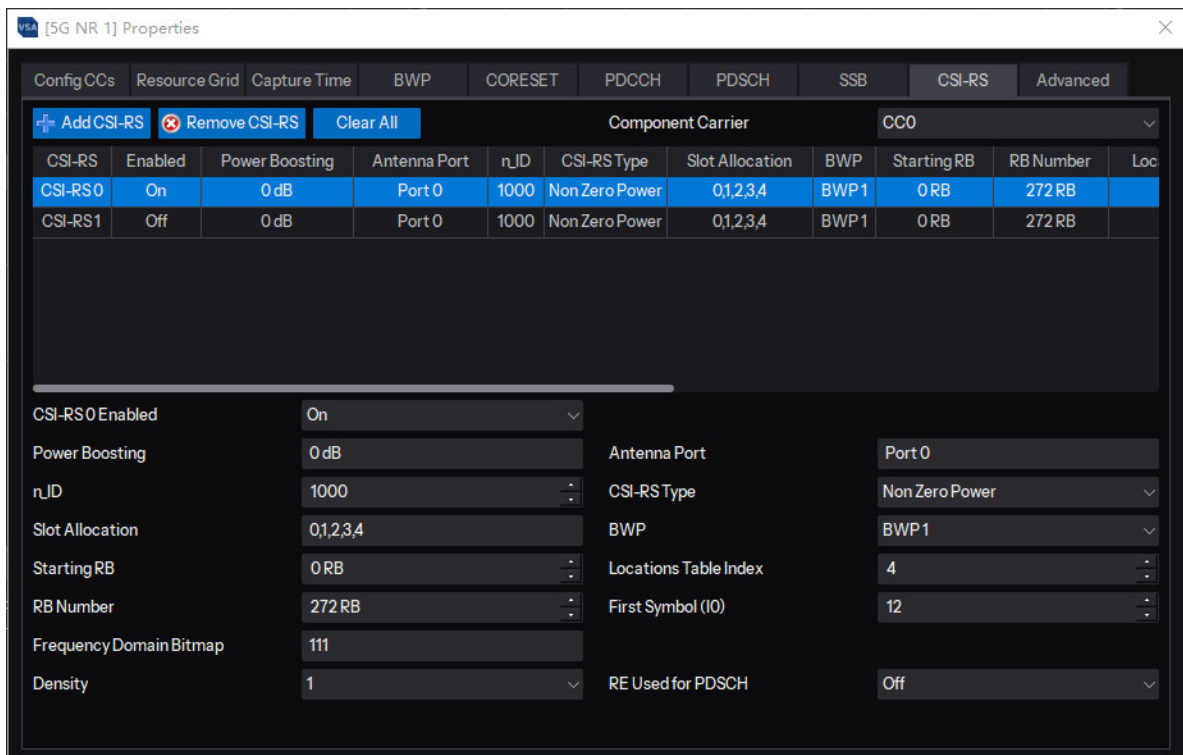 VSA [5G NR 1] Properties
Config CCs Resource Grid Capture Time BWP CORESET PDCCH PDSCH SSB CSI-RS Advanced
Add CSI-RS Remove CSI-RS Clear All Component Carrier CC0
CSI-RS Enabled Power Boosting Antenna Port n_ID CSI-RS Type Slot Allocation BWP Starting RB RB Number Loc
CSI-RS 0 On 0 dB Port 0 1000 Non Zero Power 0,1,2,3,4 BWP1 0 RB 272 RB
CSI-RS1 Off 0 dB Port 0 1000 Non Zero Power 0,1,2,3,4 BWP1 0 RB 272 RB
CSI-RS 0 Enabled On
Power Boosting 0 dB Antenna Port Port 0
n_ID 1000 CSI-RS Type Non Zero Power
Slot Allocation 0,1,2,3,4 BWP BWP1
Starting RB 0 RB Locations Table Index 4
RB Number 272 RB First Symbol (l0) 12
Frequency Domain Bitmap 111
Density 1 RE Used for PDSCH Off